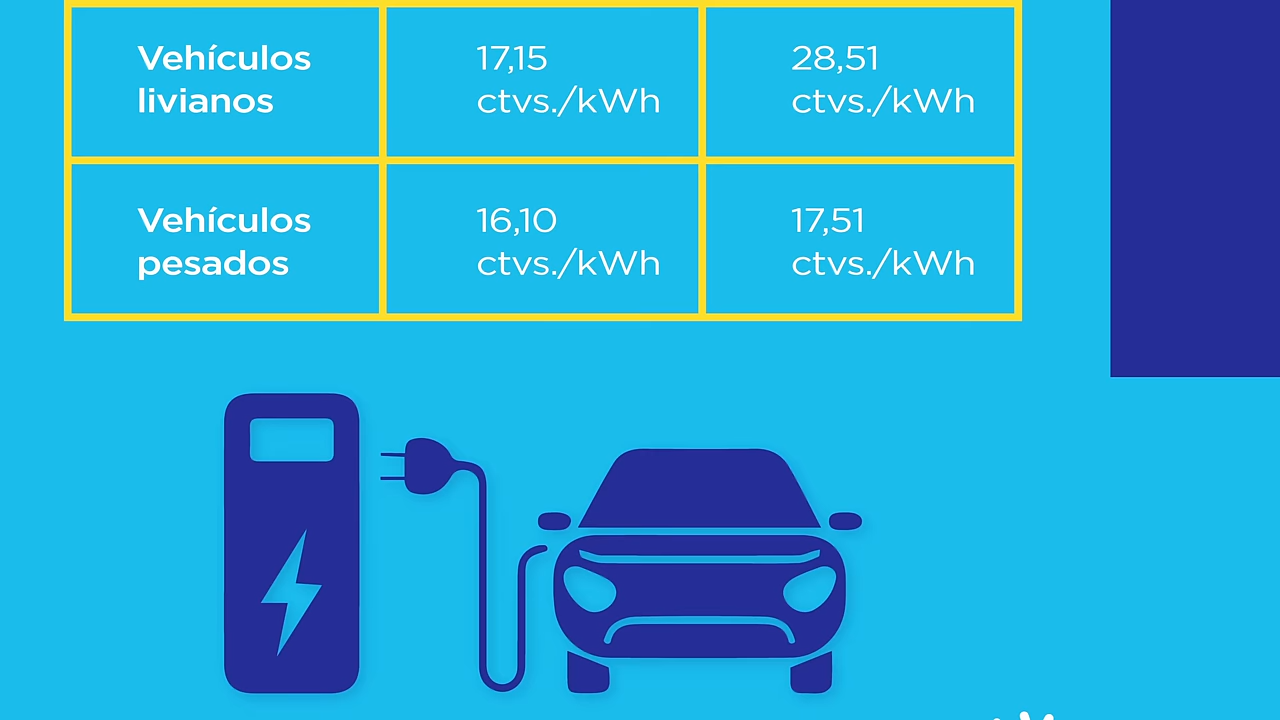 Vehículos
livianos
17,15
ctvs./kWh
28,51
ctvs./kWh
Vehículos
pesados
16,10
ctvs./kWh
17,51
ctvs./kWh